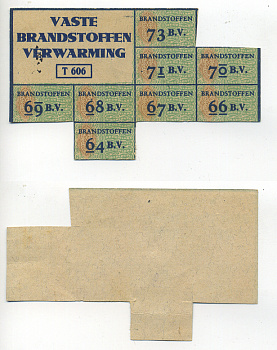 VASTE
BRANDSTOFFEN
VERWARMING
T 606
BRANDSTOFFEN
73 B.V.
BRANDSTOFFEN
71 B.V.
BRANDSTOFFEN
70 B.V.
BRANDSTOFFEN
69 B.V.
BRANDSTOFFEN
68 B.V.
BRANDSTOFFEN
67 B.V.
BRANDSTOFFEN
66 B.V.
BRANDSTOFFEN
64 B.V.